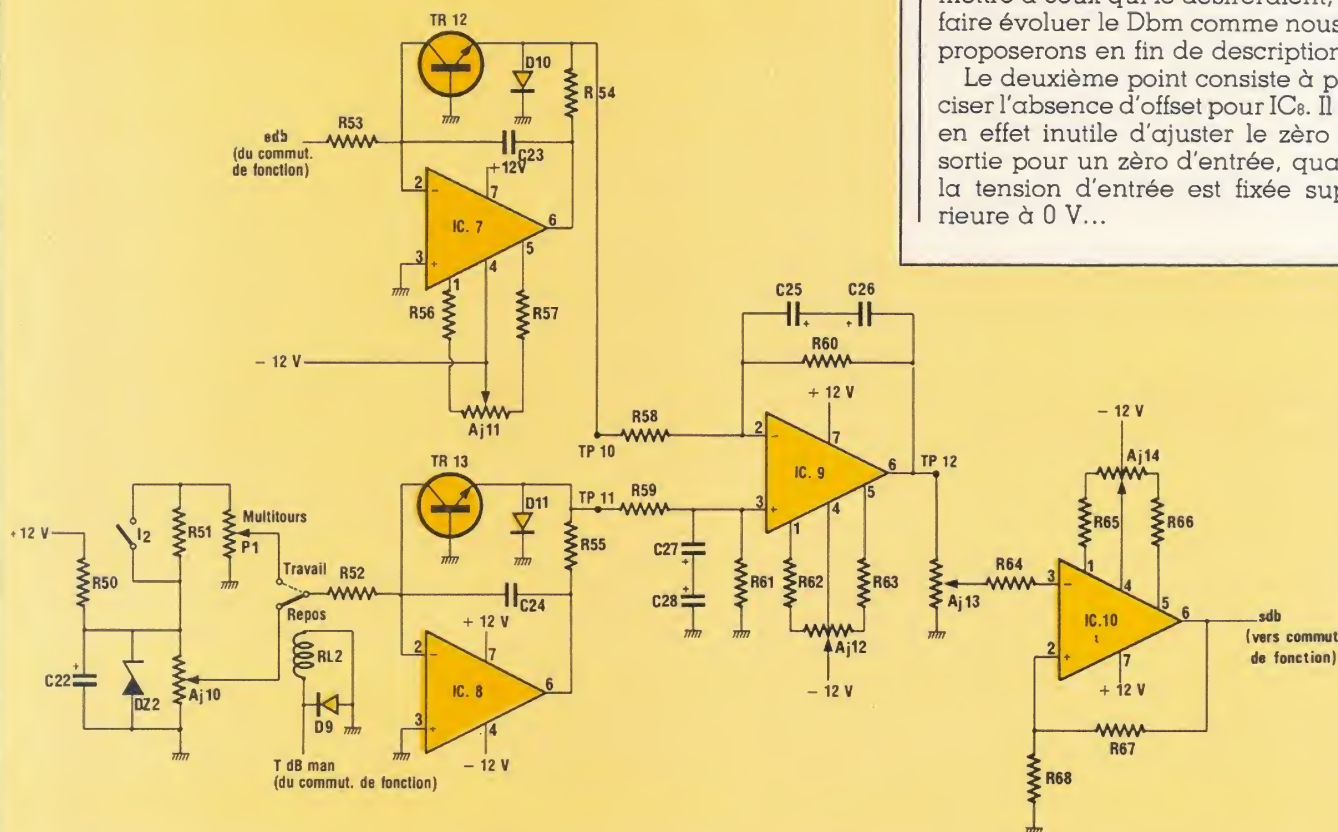 mettre à ceux qui le désireraient,
faire évoluer le Dbm comme nous
proposerons en fin de description
Le deuxième point consiste à p
ciser l'absence d'offset pour IC8. Il
en effet inutile d'ajuster le zèro
sortie pour un zèro d'entrée, qua
la tension d'entrée est fixée sup
rieure à 0 V...
TR 12
D10
R 54
edb
(du commut.
de fonction)
R53
C23
+12V
2
-
7
IC. 7
6
3
+
1
4
5
R56
R57
- 12 V
Aj11
TP 10
R58
C25
+
C26
+
R60
+ 12 V
2
-
7
IC. 9
6
TP 12
3
+
1
4
5
TR 13
D11
TP 11
R59
R55
C27
+
C28
+
R61
R62
R63
Aj12
- 12 V
- 12 V
Aj14
R65
R66
R64
Aj13
3
-
1
4
5
IC.10
6
2
+
7
+ 12 V
R67
R68
sdb
(vers commut
de fonction)
+12 V
I2
R51
Multitours
P1
R50
Travail
Repos
R52
C24
+ 12 V
2
-
7
IC. 8
6
3
+
4
- 12 V
C22
+
DZ2
Aj10
RL2
D9
T dB man
(du commut. de fonction)